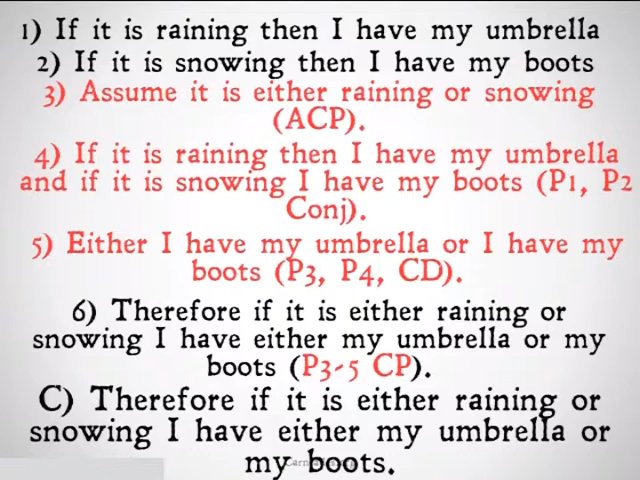 1) If it is raining then I have my umbrella
2) If it is snowing then I have my boots
3) Assume it is either raining or snowing
(ACP).
4) If it is raining then I have my umbrella
and if it is snowing I have my boots (P1, P2
Conj).
5) Either I have my umbrella or I have my
boots (P3, P4, CD).
6) Therefore if it is either raining or
snowing I have either my umbrella or my
boots (P3-5 CP).
C) Therefore if it is either raining or
snowing I have either my umbrella or
my boots.